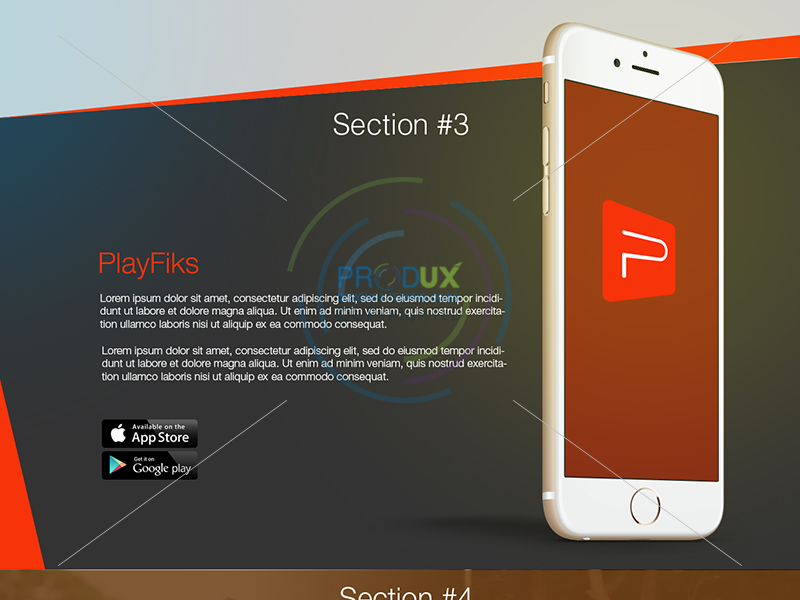 Section #3
PlayFiks
PRODUX
Lorem ipsum dolor sit amet, consectetur adipiscing elit, sed do eiusmod tempor incidi-
dunt ut labore et dolore magna aliqua. Ut enim ad minim veniam, quis nostrud exercita-
tion ullamco laboris nisi ut aliquip ex ea commodo consequat.
Lorem ipsum dolor sit amet, consectetur adipiscing elit, sed do eiusmod tempor incidi-
dunt ut labore et dolore magna aliqua. Ut enim ad minim veniam, quis nostrud exercita-
tion ullamco laboris nisi ut aliquip ex ea commodo consequat.
Available on the
App Store
Get it on
Google play
P
Section #4